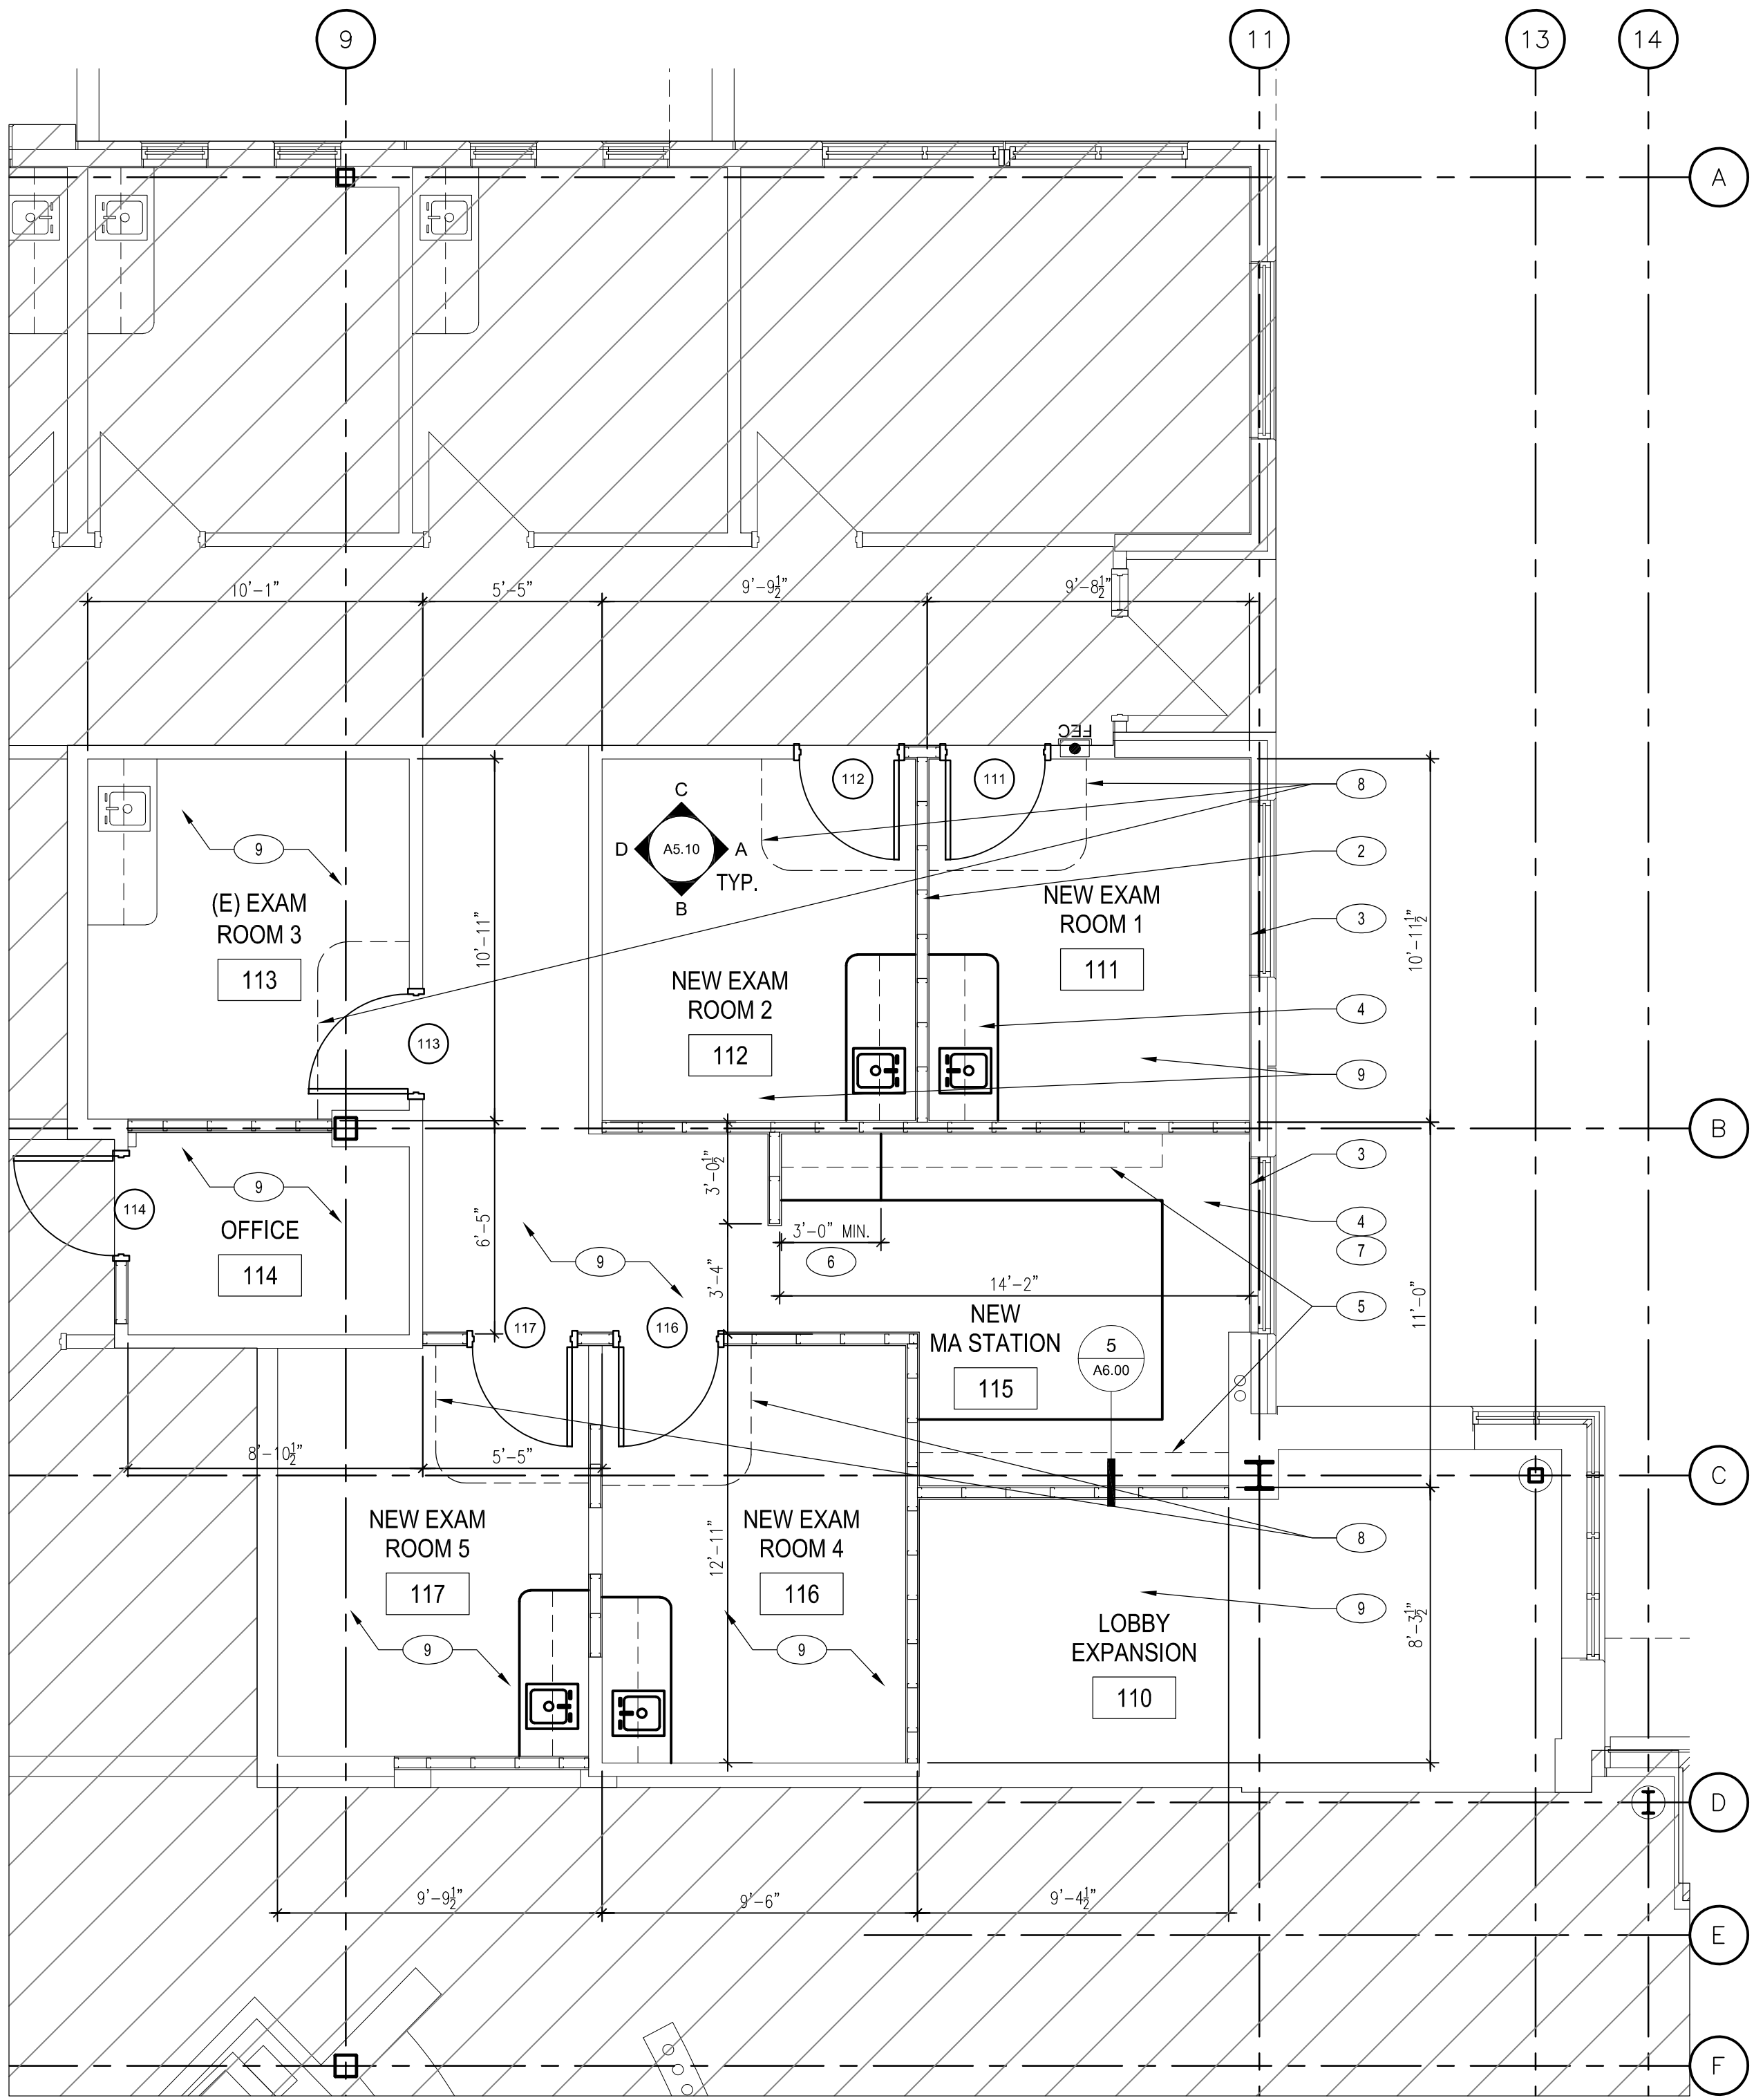 9
11
13
14
A
10'-1"
5'-5"
9'-9½"
9'-8½"
FEC
112
111
8
C
D
A5.10
A
TYP.
B
9
2
(E) EXAM
ROOM 3
113
NEW EXAM
ROOM 1
111
3
10'-11"
10'-11½"
NEW EXAM
ROOM 2
112
4
113
9
B
3'-0½"
3
9
114
OFFICE
114
6'-5"
3'-0" MIN.
6
4
7
9
3'-4"
14'-2"
5
11'-0"
117
116
NEW
MA STATION
115
5
A6.00
8'-10½"
5'-5"
C
NEW EXAM
ROOM 5
117
12'-11"
NEW EXAM
ROOM 4
116
8
9
LOBBY
EXPANSION
110
8'-3½"
9
9
D
9'-9½"
9'-6"
9'-4½"
E
F